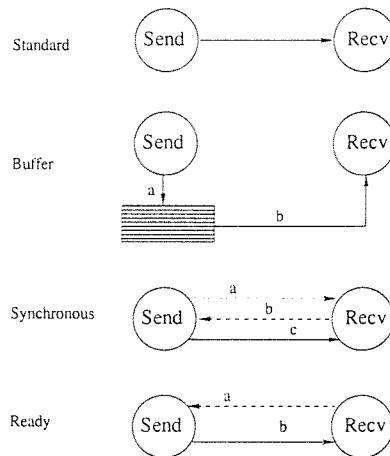 Standard
Send
Recv
Buffer
Send
Recv
a
b
Synchronous
Send
Recv
a
b
c
Ready
Send
Recv
a
b